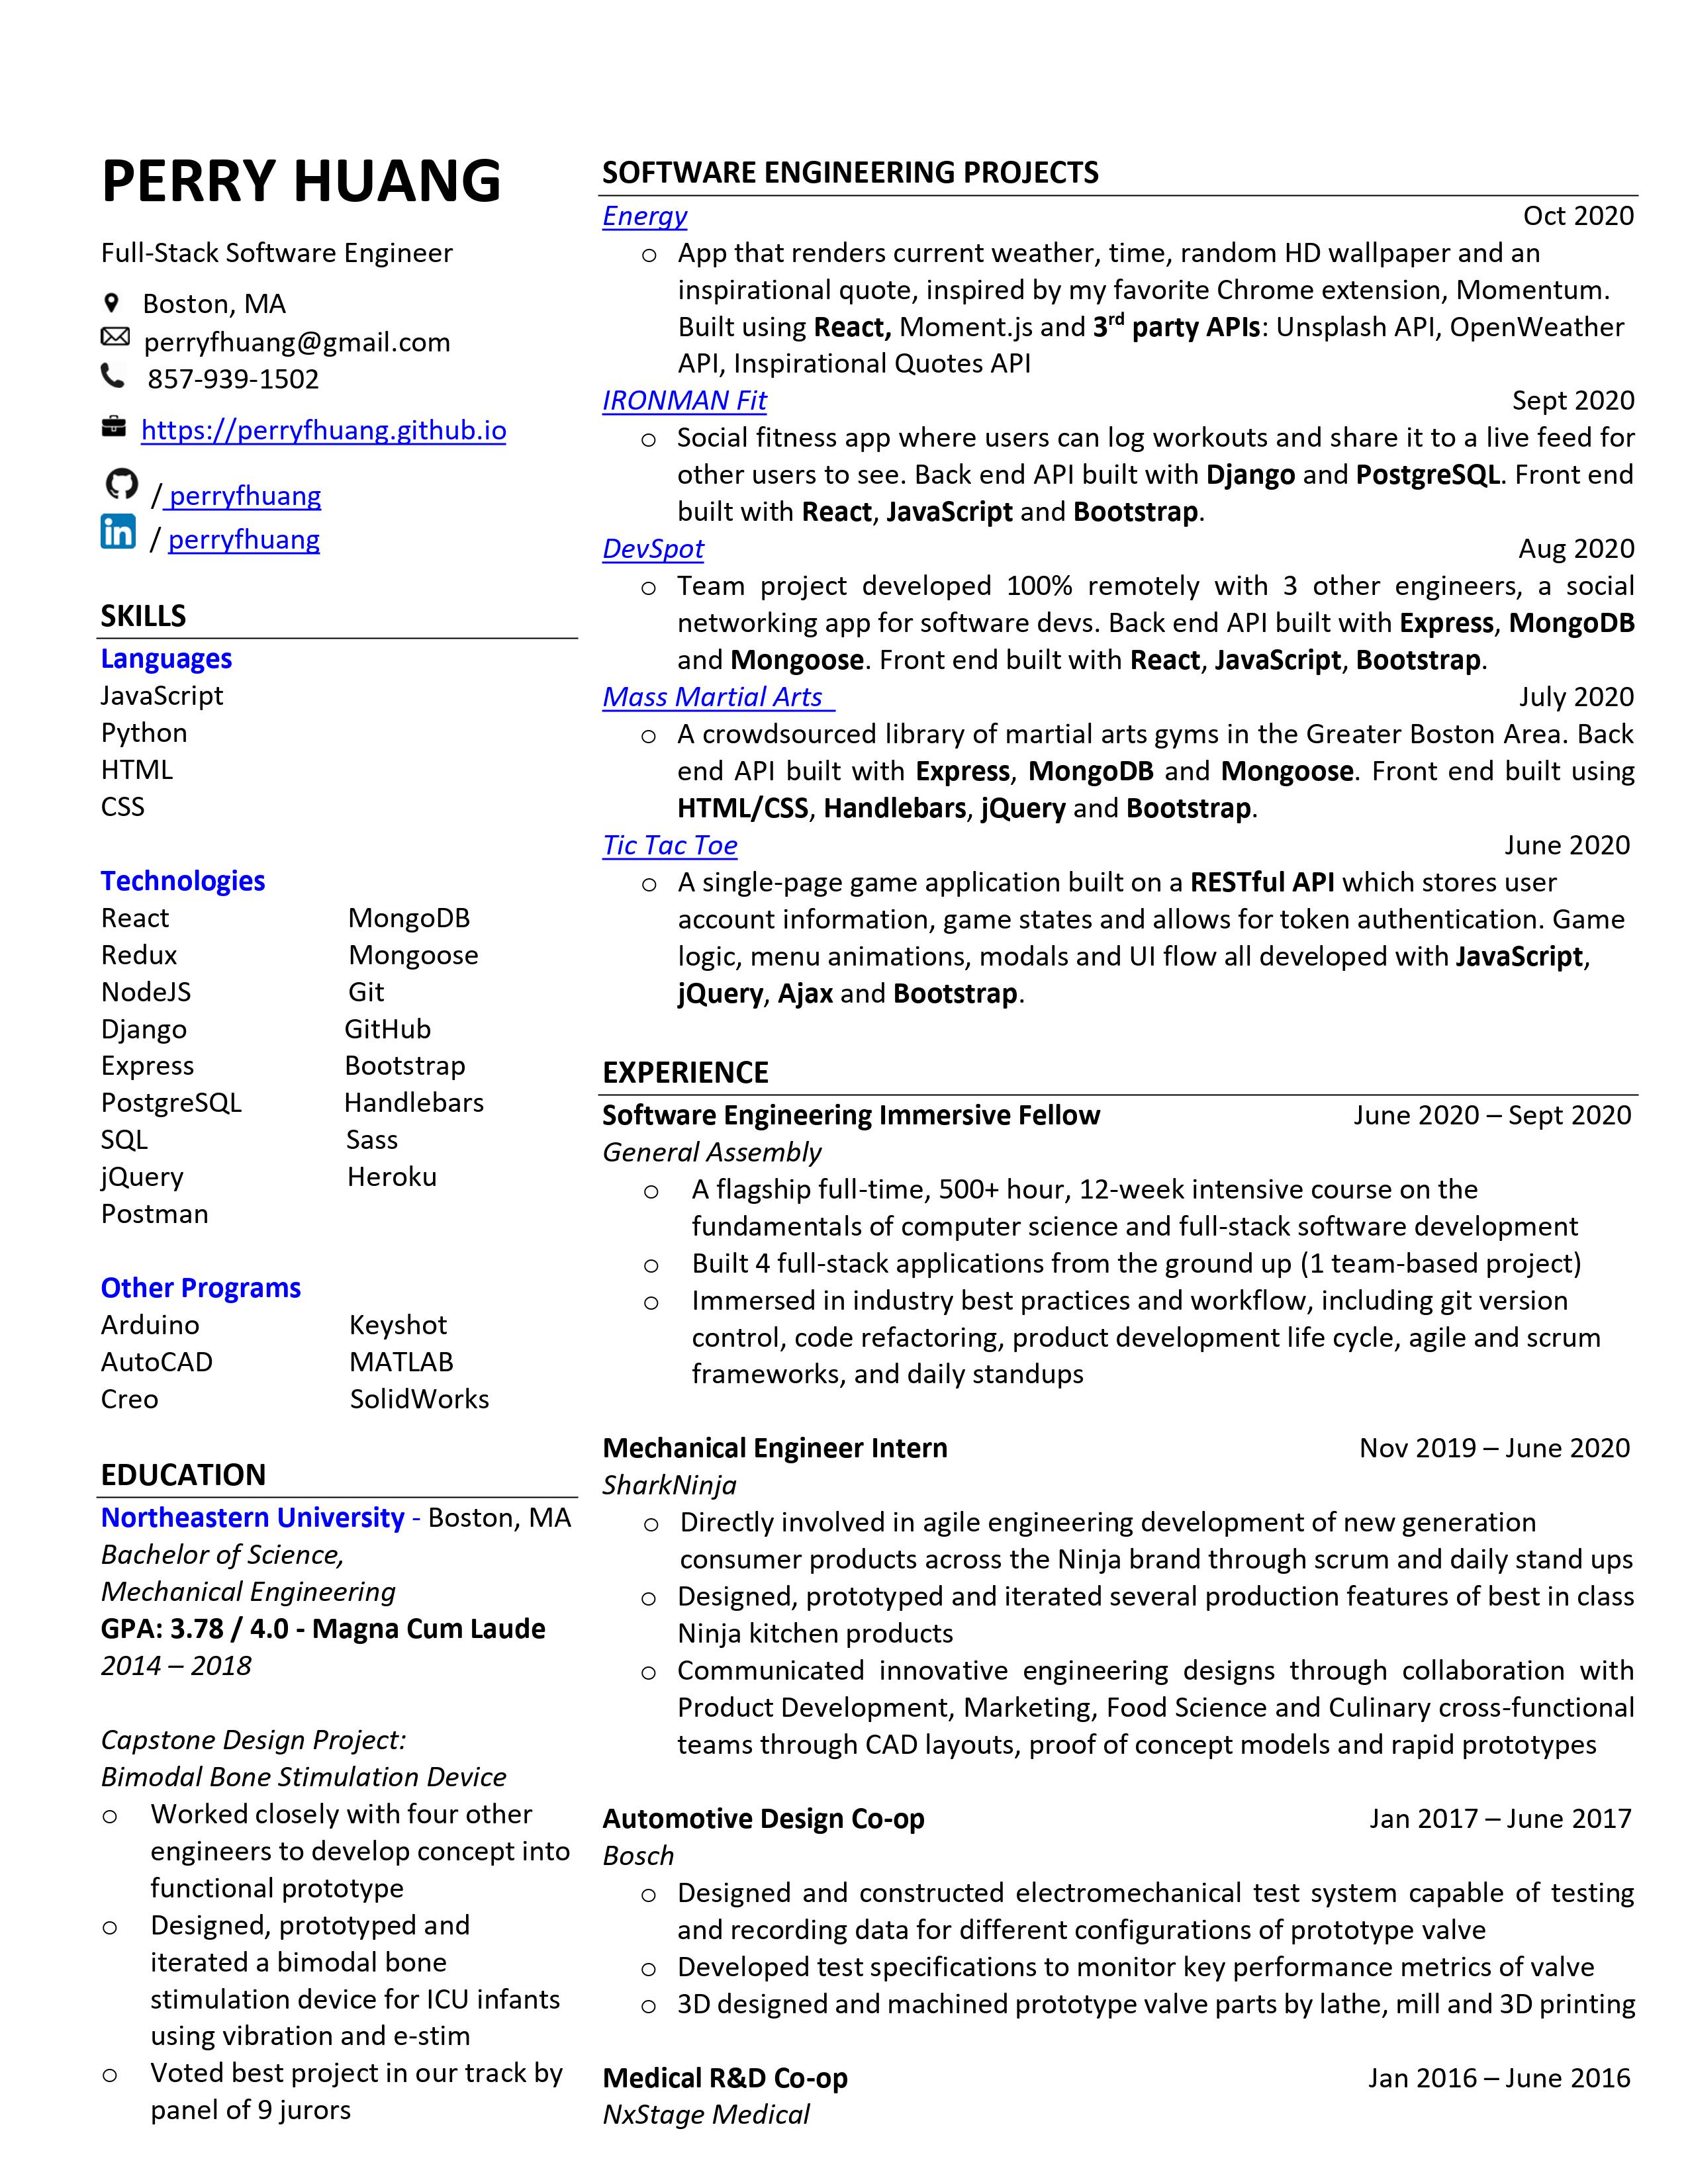 PERRY HUANG
Full-Stack Software Engineer
Boston, MA
perryfhuang@gmail.com
857-939-1502
https://perryfhuang.github.io
/ perryfhuang
in / perryfhuang
SKILLS
Languages
JavaScript
Python
HTML
CSS
Technologies
React MongoDB
Redux Mongoose
NodeJS Git
Django GitHub
Express Bootstrap
PostgreSQL Handlebars
SQL Sass
jQuery Heroku
Postman
Other Programs
Arduino Keyshot
AutoCAD MATLAB
Creo SolidWorks
EDUCATION
Northeastern University - Boston, MA
Bachelor of Science,
Mechanical Engineering
GPA: 3.78 / 4.0 - Magna Cum Laude
2014 – 2018
Capstone Design Project:
Bimodal Bone Stimulation Device
o Worked closely with four other
engineers to develop concept into
functional prototype
o Designed, prototyped and
iterated a bimodal bone
stimulation device for ICU infants
using vibration and e-stim
o Voted best project in our track by
panel of 9 jurors
SOFTWARE ENGINEERING PROJECTS
Energy Oct 2020
o App that renders current weather, time, random HD wallpaper and an
inspirational quote, inspired by my favorite Chrome extension, Momentum.
Built using React, Moment.js and 3rd party APIs: Unsplash API, OpenWeather
API, Inspirational Quotes API
IRONMAN Fit Sept 2020
o Social fitness app where users can log workouts and share it to a live feed for
other users to see. Back end API built with Django and PostgreSQL. Front end
built with React, JavaScript and Bootstrap.
DevSpot Aug 2020
o Team project developed 100% remotely with 3 other engineers, a social
networking app for software devs. Back end API built with Express, MongoDB
and Mongoose. Front end built with React, JavaScript, Bootstrap.
Mass Martial Arts July 2020
o A crowdsourced library of martial arts gyms in the Greater Boston Area. Back
end API built with Express, MongoDB and Mongoose. Front end built using
HTML/CSS, Handlebars, jQuery and Bootstrap.
Tic Tac Toe June 2020
o A single-page game application built on a RESTful API which stores user
account information, game states and allows for token authentication. Game
logic, menu animations, modals and UI flow all developed with JavaScript,
jQuery, Ajax and Bootstrap.
EXPERIENCE
Software Engineering Immersive Fellow June 2020 – Sept 2020
General Assembly
o A flagship full-time, 500+ hour, 12-week intensive course on the
fundamentals of computer science and full-stack software development
o Built 4 full-stack applications from the ground up (1 team-based project)
o Immersed in industry best practices and workflow, including git version
control, code refactoring, product development life cycle, agile and scrum
frameworks, and daily standups
Mechanical Engineer Intern Nov 2019 – June 2020
SharkNinja
o Directly involved in agile engineering development of new generation
consumer products across the Ninja brand through scrum and daily stand ups
o Designed, prototyped and iterated several production features of best in class
Ninja kitchen products
o Communicated innovative engineering designs through collaboration with
Product Development, Marketing, Food Science and Culinary cross-functional
teams through CAD layouts, proof of concept models and rapid prototypes
Automotive Design Co-op Jan 2017 – June 2017
Bosch
o Designed and constructed electromechanical test system capable of testing
and recording data for different configurations of prototype valve
o Developed test specifications to monitor key performance metrics of valve
o 3D designed and machined prototype valve parts by lathe, mill and 3D printing
Medical R&D Co-op Jan 2016 – June 2016
NxStage Medical